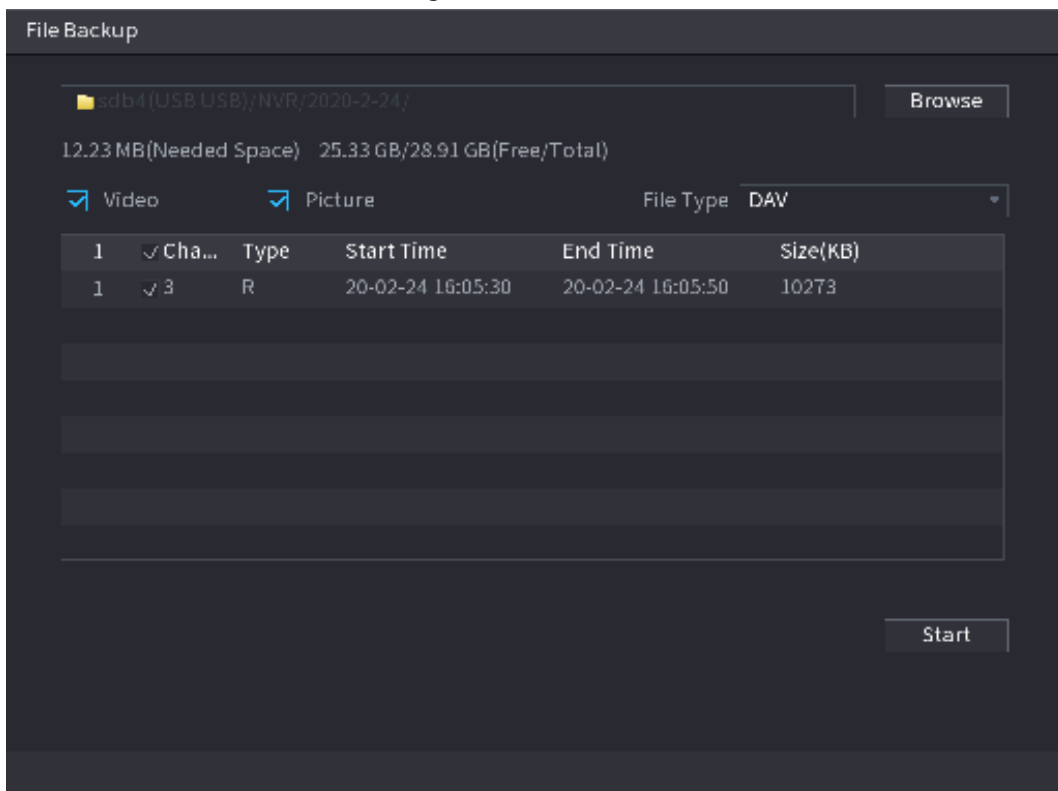 File Backup
sdb4(USB USB)/NVR/2020-2-24/ Browse
12.23 MB(Needed Space) 25.33 GB/28.91 GB(Free/Total)
Video Picture File Type DAV
1 Cha... Type Start Time End Time Size(KB)
1 3 R 20-02-24 16:05:30 20-02-24 16:05:50 10273
Start